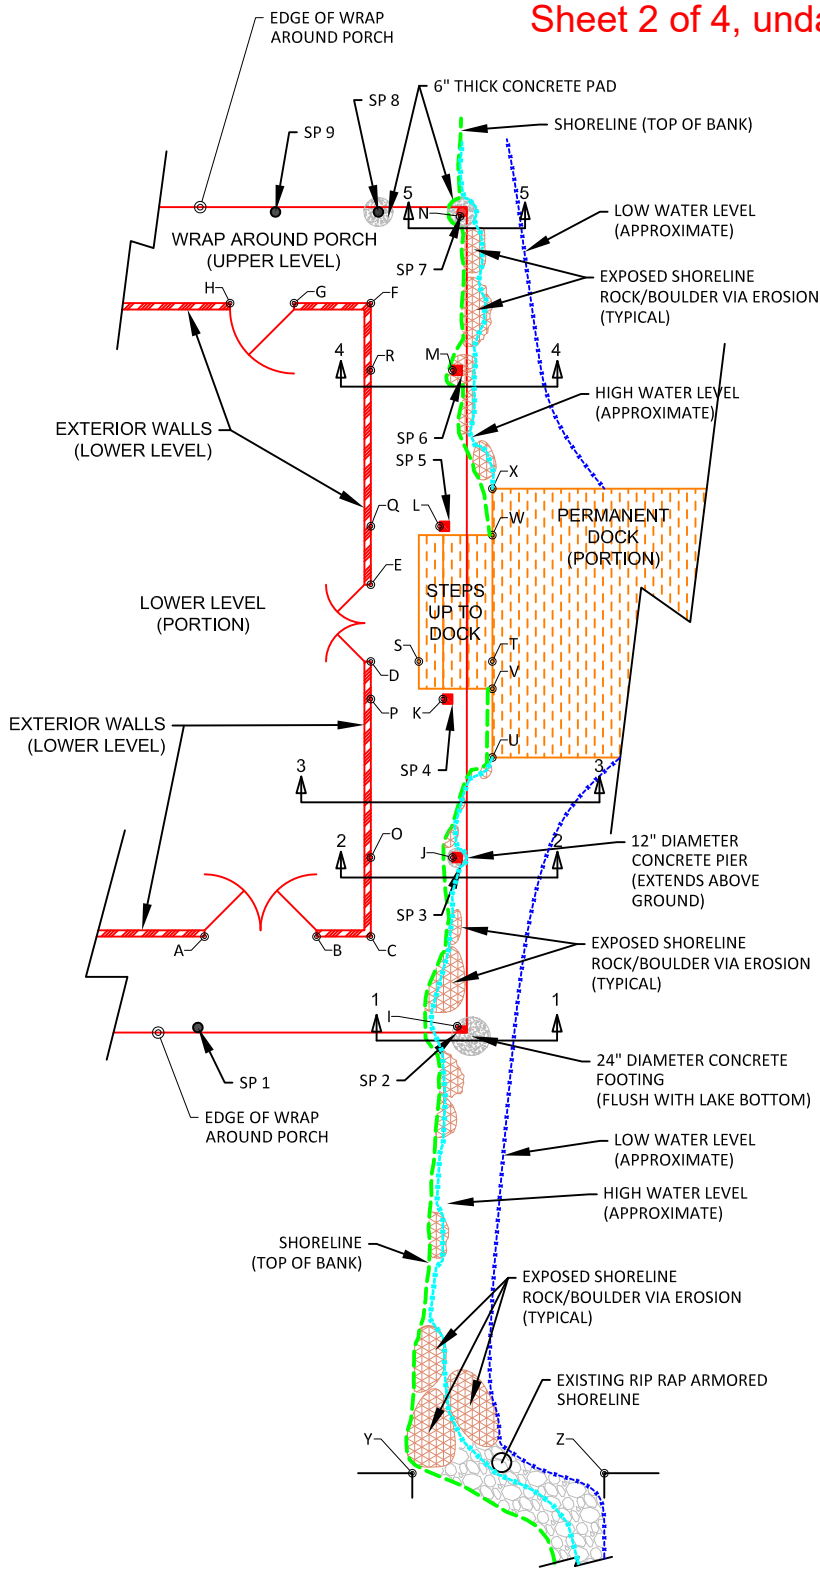 Sheet 2 of 4, unda
EDGE OF WRAP
AROUND PORCH
6" THICK CONCRETE PAD
SP 8
SP 9
SHORELINE (TOP OF BANK)
5
5
N
LOW WATER LEVEL
(APPROXIMATE)
WRAP AROUND PORCH
(UPPER LEVEL)
SP 7
EXPOSED SHORELINE
ROCK/BOULDER VIA EROSION
(TYPICAL)
H
G
F
4
4
R
M
HIGH WATER LEVEL
(APPROXIMATE)
EXTERIOR WALLS
(LOWER LEVEL)
SP 6
SP 5
X
Q
L
W
PERMANENT
DOCK
(PORTION)
E
STEPS
UP TO
DOCK
LOWER LEVEL
(PORTION)
S
T
D
V
P
K
EXTERIOR WALLS
(LOWER LEVEL)
U
SP 4
3
3
2
2
O
J
12" DIAMETER
CONCRETE PIER
(EXTENDS ABOVE
GROUND)
SP 3
A
B
C
EXPOSED SHORELINE
ROCK/BOULDER VIA EROSION
(TYPICAL)
1
1
I
SP 1
SP 2
24" DIAMETER CONCRETE
FOOTING
(FLUSH WITH LAKE BOTTOM)
EDGE OF WRAP
AROUND PORCH
LOW WATER LEVEL
(APPROXIMATE)
HIGH WATER LEVEL
(APPROXIMATE)
SHORELINE
(TOP OF BANK)
EXPOSED SHORELINE
ROCK/BOULDER VIA EROSION
(TYPICAL)
EXISTING RIP RAP ARMORED
SHORELINE
Y
Z